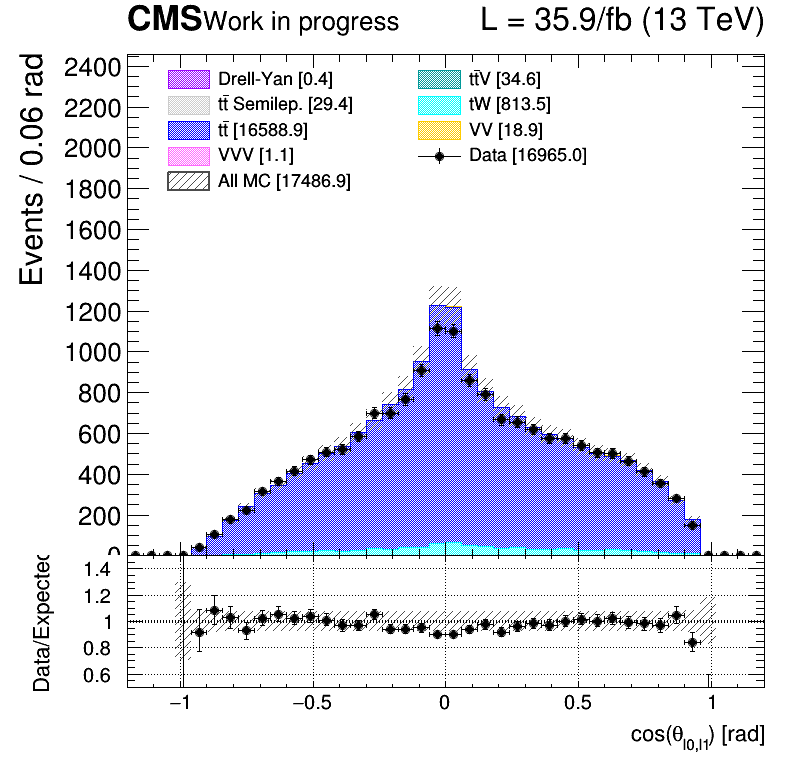 CMS Work in progress L = 35.9/fb (13 TeV)
Events / 0.06 rad
2400
2200
2000
1800
1600
1400
1200
1000
800
600
400
200
0
Drell-Yan [0.4]
tt̄ Semilep. [29.4]
tt̄ [16588.9]
VVV [1.1]
All MC [17486.9]
tt̄V [34.6]
tW [813.5]
VV [18.9]
Data [16965.0]
Data/Expected
1.4
1.2
1
0.8
0.6
−1 −0.5 0 0.5 1
cos(θl0,l1) [rad]